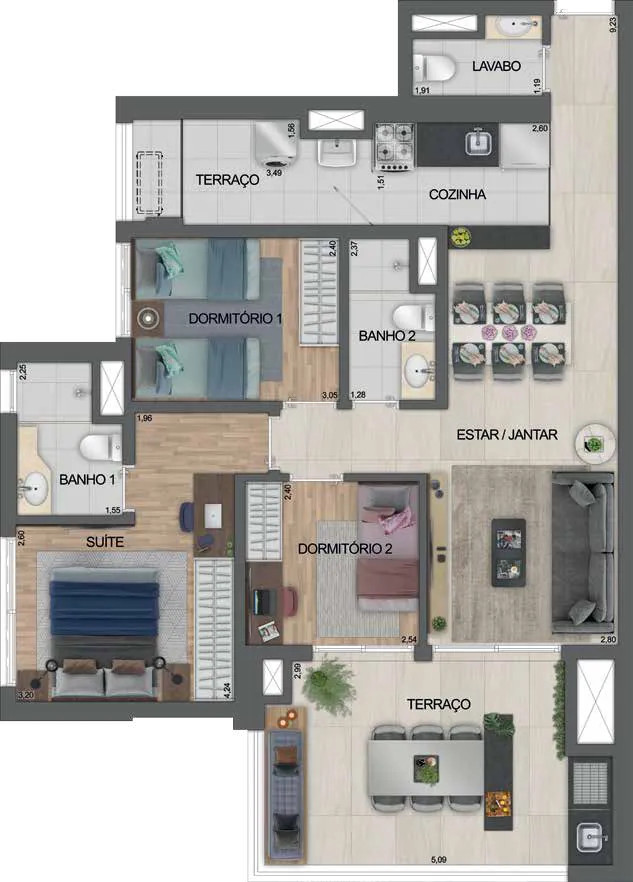 9,23
LAVABO
1,91
1,19
1,56
2,60
3,49
TERRAÇO
1,51
COZINHA
2,40
2,37
DORMITÓRIO 1
BANHO 2
2,25
3,05
1,28
1,96
ESTAR / JANTAR
BANHO 1
2,40
1,55
2,60
SUÍTE
DORMITÓRIO 2
2,54
2,80
2,99
3,20
4,24
TERRAÇO
5,09